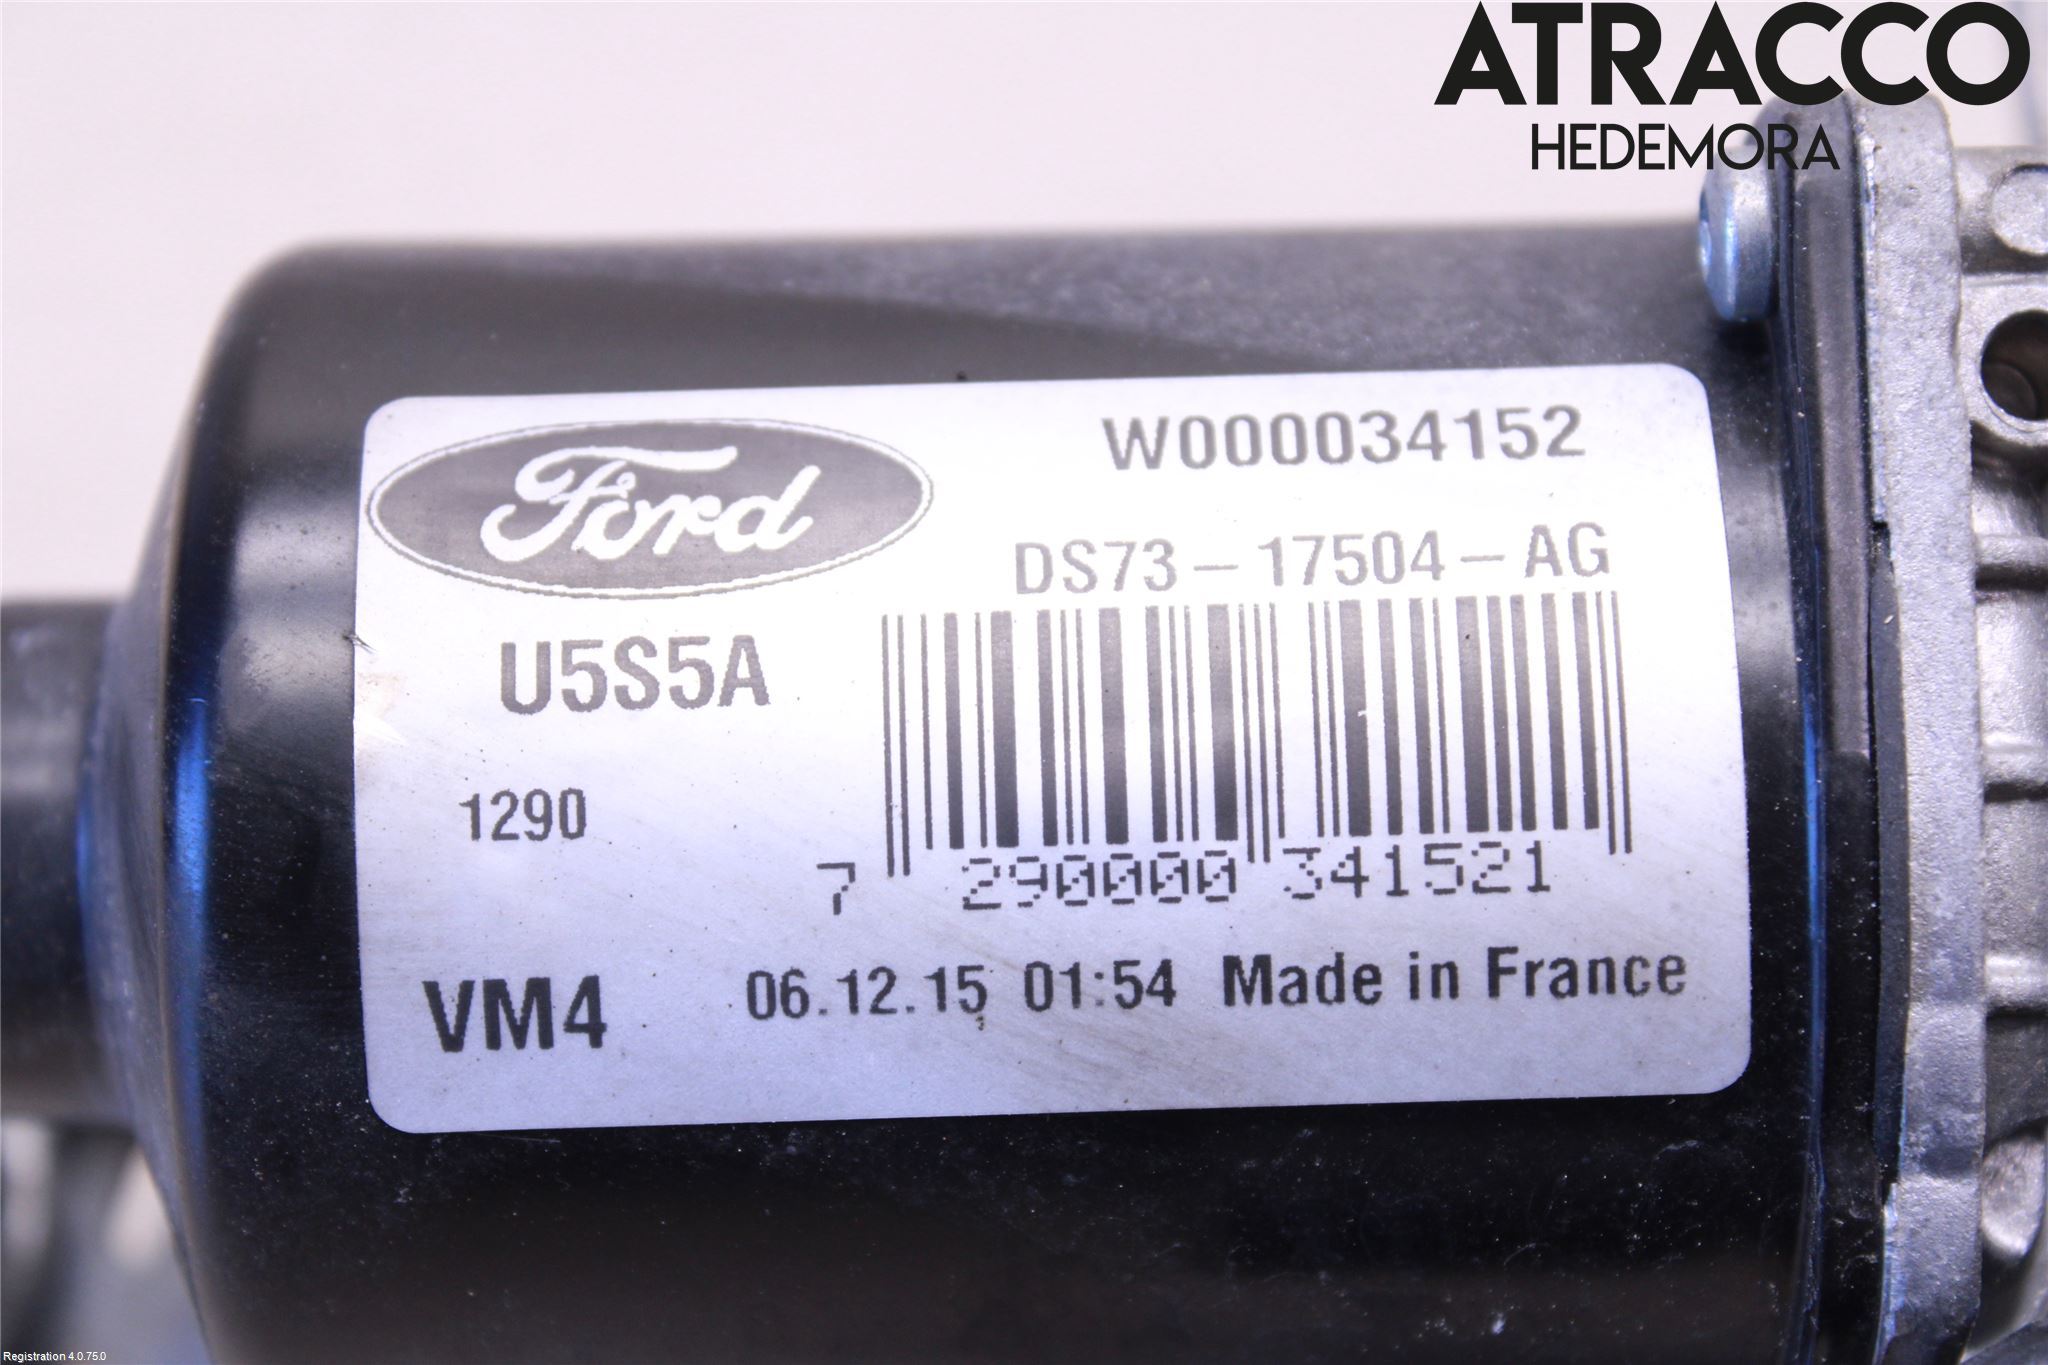 ATRACCO
HEDEMORA
Ford
W000034152
DS73-17504-AG
U5S5A
1290
7 290000 341521
VM4
06.12.15 01:54 Made in France
Registration 4.0.75.0